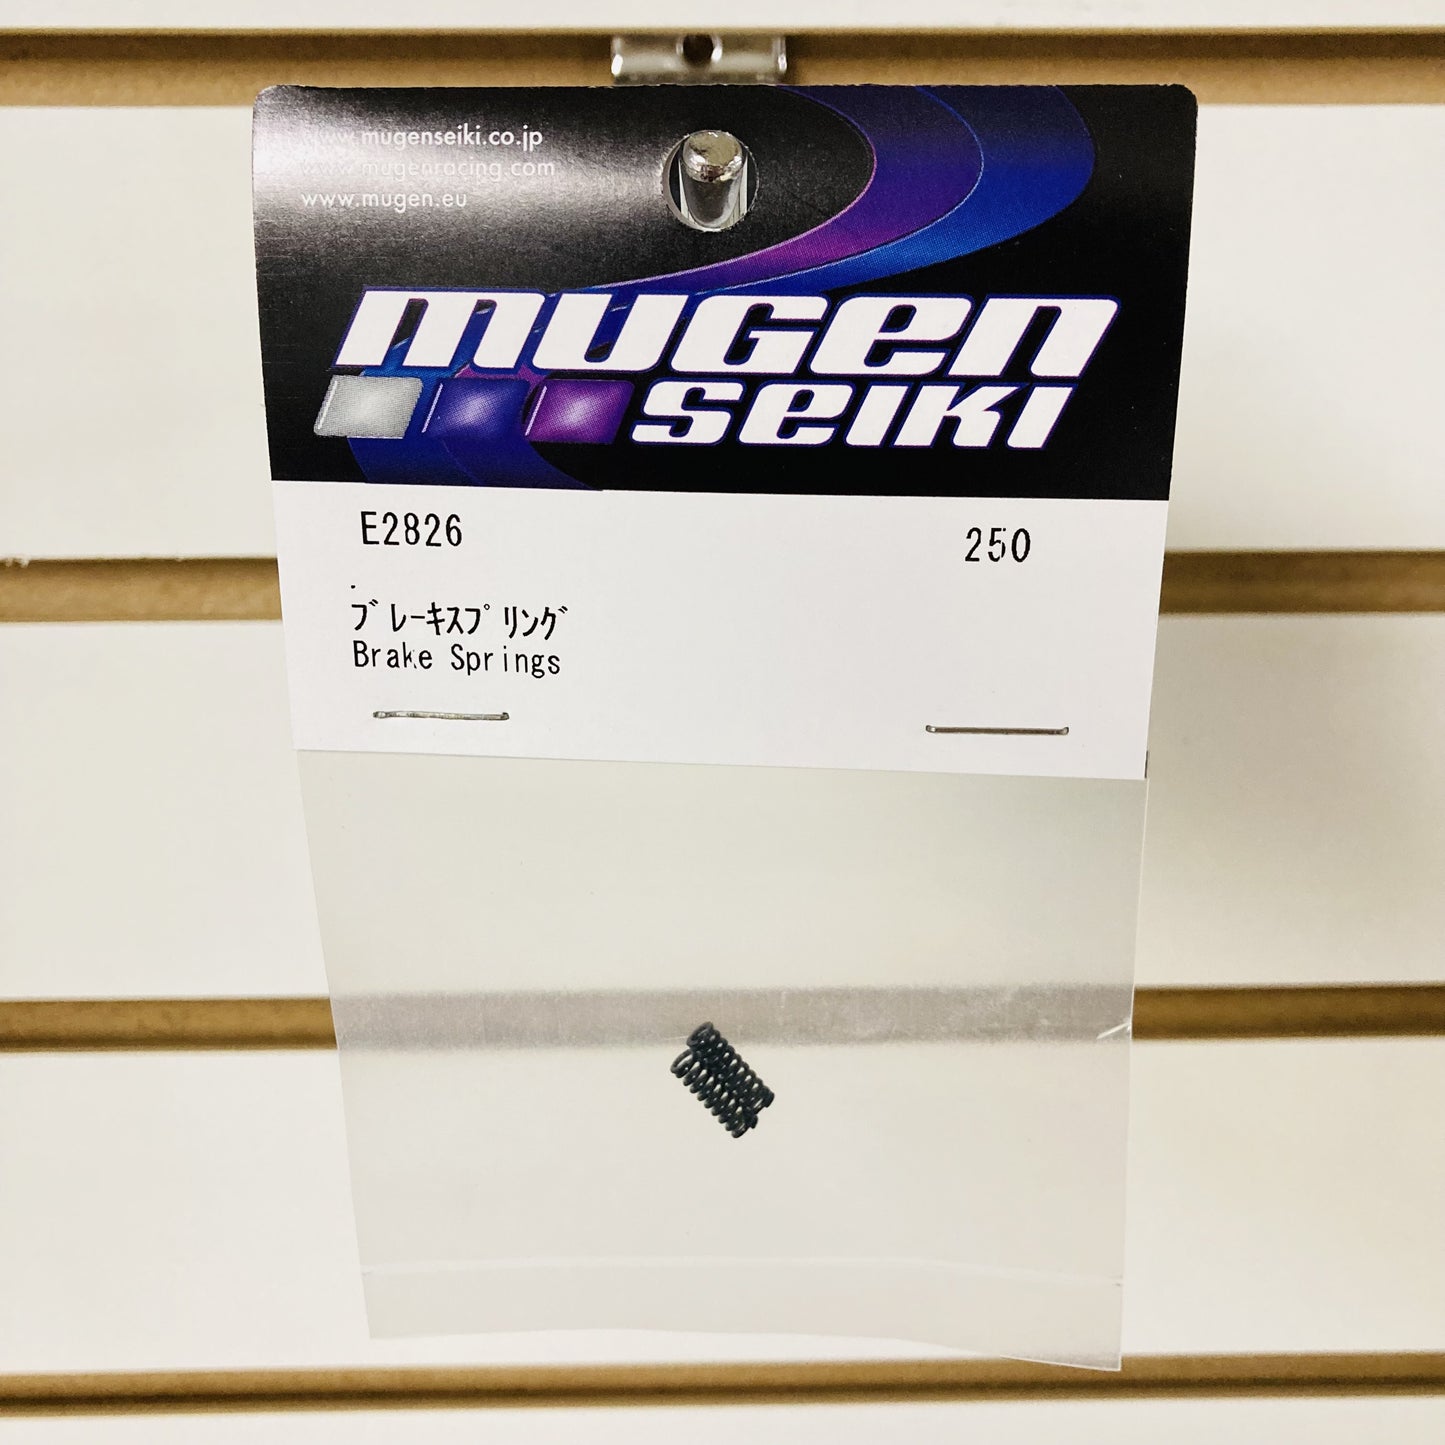 www.mugenseiki.co.jp
www.mugenracing.com
www.mugen.eu
mugen
seiki
E2826
250
ブレーキスプリング
Brake Springs